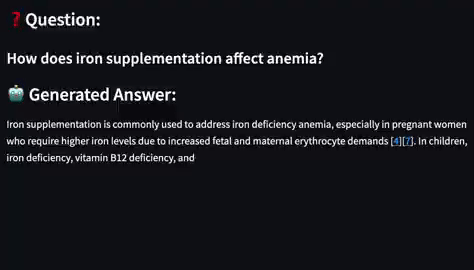 ❓Question:
How does iron supplementation affect anemia?
🤖 Generated Answer:
Iron supplementation is commonly used to address iron deficiency anemia, especially in pregnant women
who require higher iron levels due to increased fetal and maternal erythrocyte demands [4][7]. In children,
iron deficiency, vitamin B12 deficiency, and